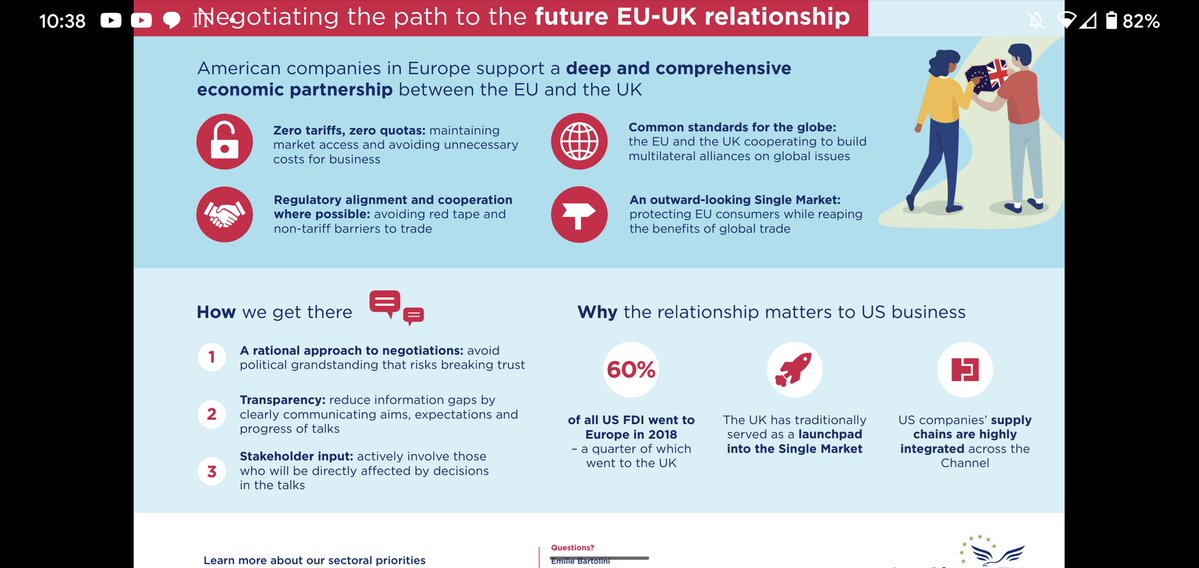 10:38
82%
Negotiating the path to the future EU-UK relationship
American companies in Europe support a deep and comprehensive
economic partnership between the EU and the UK
Zero tariffs, zero quotas: maintaining
market access and avoiding unnecessary
costs for business
Common standards for the globe:
the EU and the UK cooperating to build
multilateral alliances on global issues
Regulatory alignment and cooperation
where possible: avoiding red tape and
non-tariff barriers to trade
An outward-looking Single Market:
protecting EU consumers while reaping
the benefits of global trade
How we get there
1
A rational approach to negotiations: avoid
political grandstanding that risks breaking trust
2
Transparency: reduce information gaps by
clearly communicating aims, expectations and
progress of talks
3
Stakeholder input: actively involve those
who will be directly affected by decisions
in the talks
Why the relationship matters to US business
60%
of all US FDI went to
Europe in 2018
– a quarter of which
went to the UK
The UK has traditionally
served as a launchpad
into the Single Market
US companies' supply
chains are highly
integrated across the
Channel
Learn more about our sectoral priorities
Questions?
Emilie Bartolini